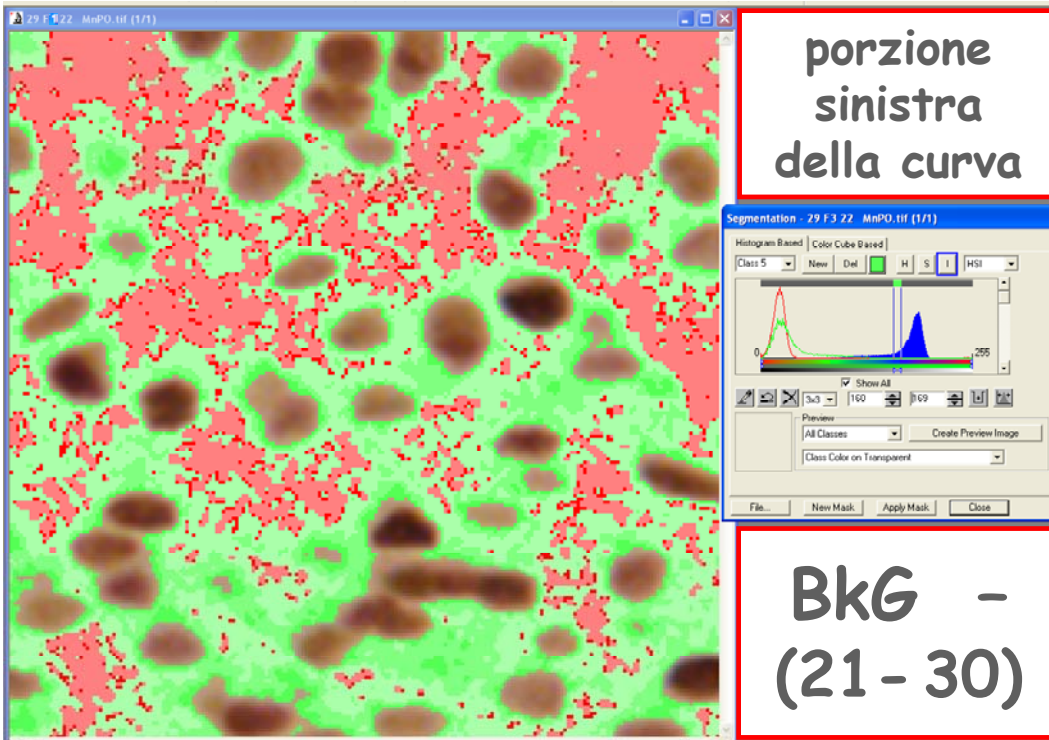 29 F3 22 MnPO.tif (1/1)
porzione
sinistra
della curva
Segmentation - 29 F3 22 MnPO.tif (1/1)
Histogram Based Color Cube Based
Class 5 New Del H S I HSI
0 255
Show All
3x3 160 169
Preview
All Classes Create Preview Image
Class Color on Transparent
File... New Mask Apply Mask Close
BkG -
(21- 30)